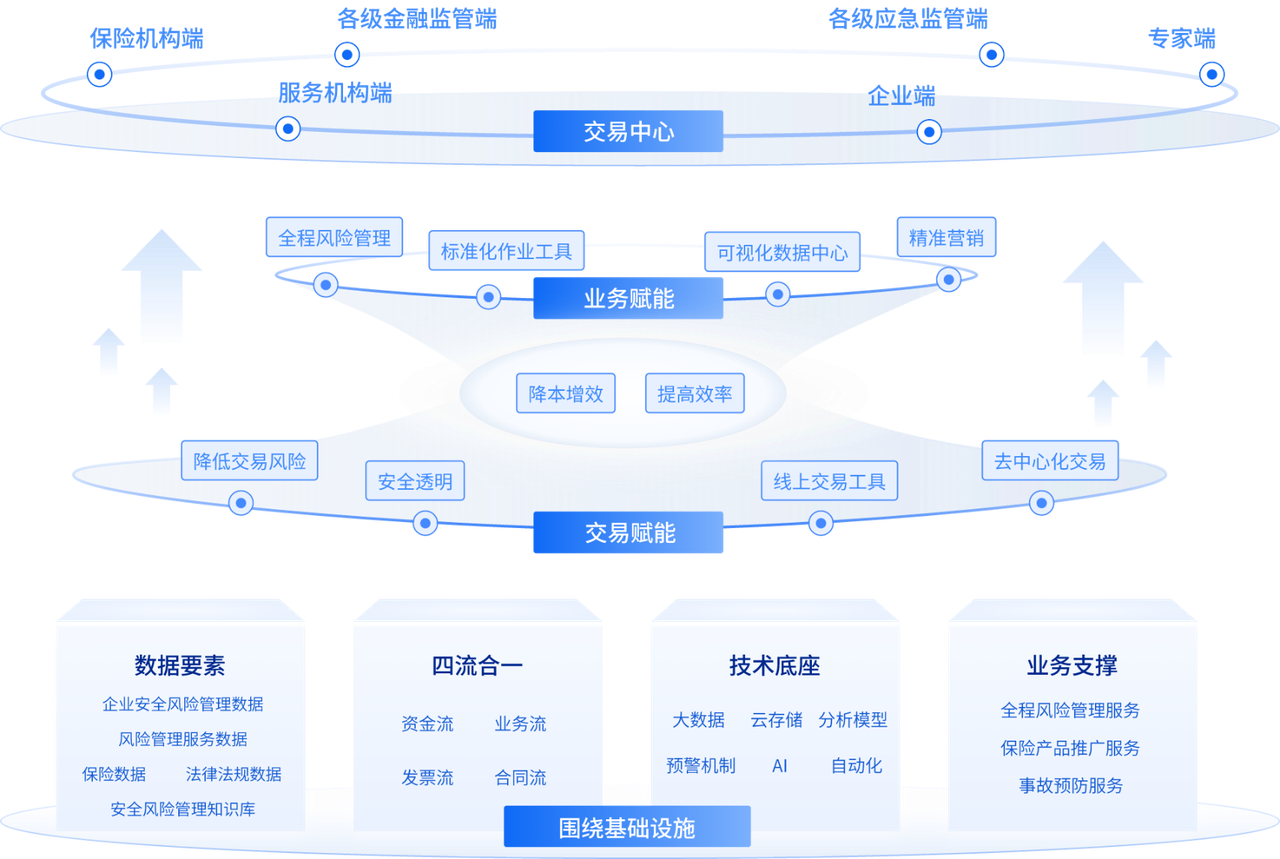 各级金融监管端
各级应急监管端
保险机构端
专家端
服务机构端
企业端
交易中心
全程风险管理
标准化作业工具
可视化数据中心
精准营销
业务赋能
降本增效
提高效率
降低交易风险
安全透明
线上交易工具
去中心化交易
交易赋能
数据要素
企业安全风险管理数据
风险管理服务数据
保险数据 法律法规数据
安全风险管理知识库
四流合一
资金流 业务流
发票流 合同流
技术底座
大数据 云存储 分析模型
预警机制 AI 自动化
业务支撑
全程风险管理服务
保险产品推广服务
事故预防服务
围绕基础设施